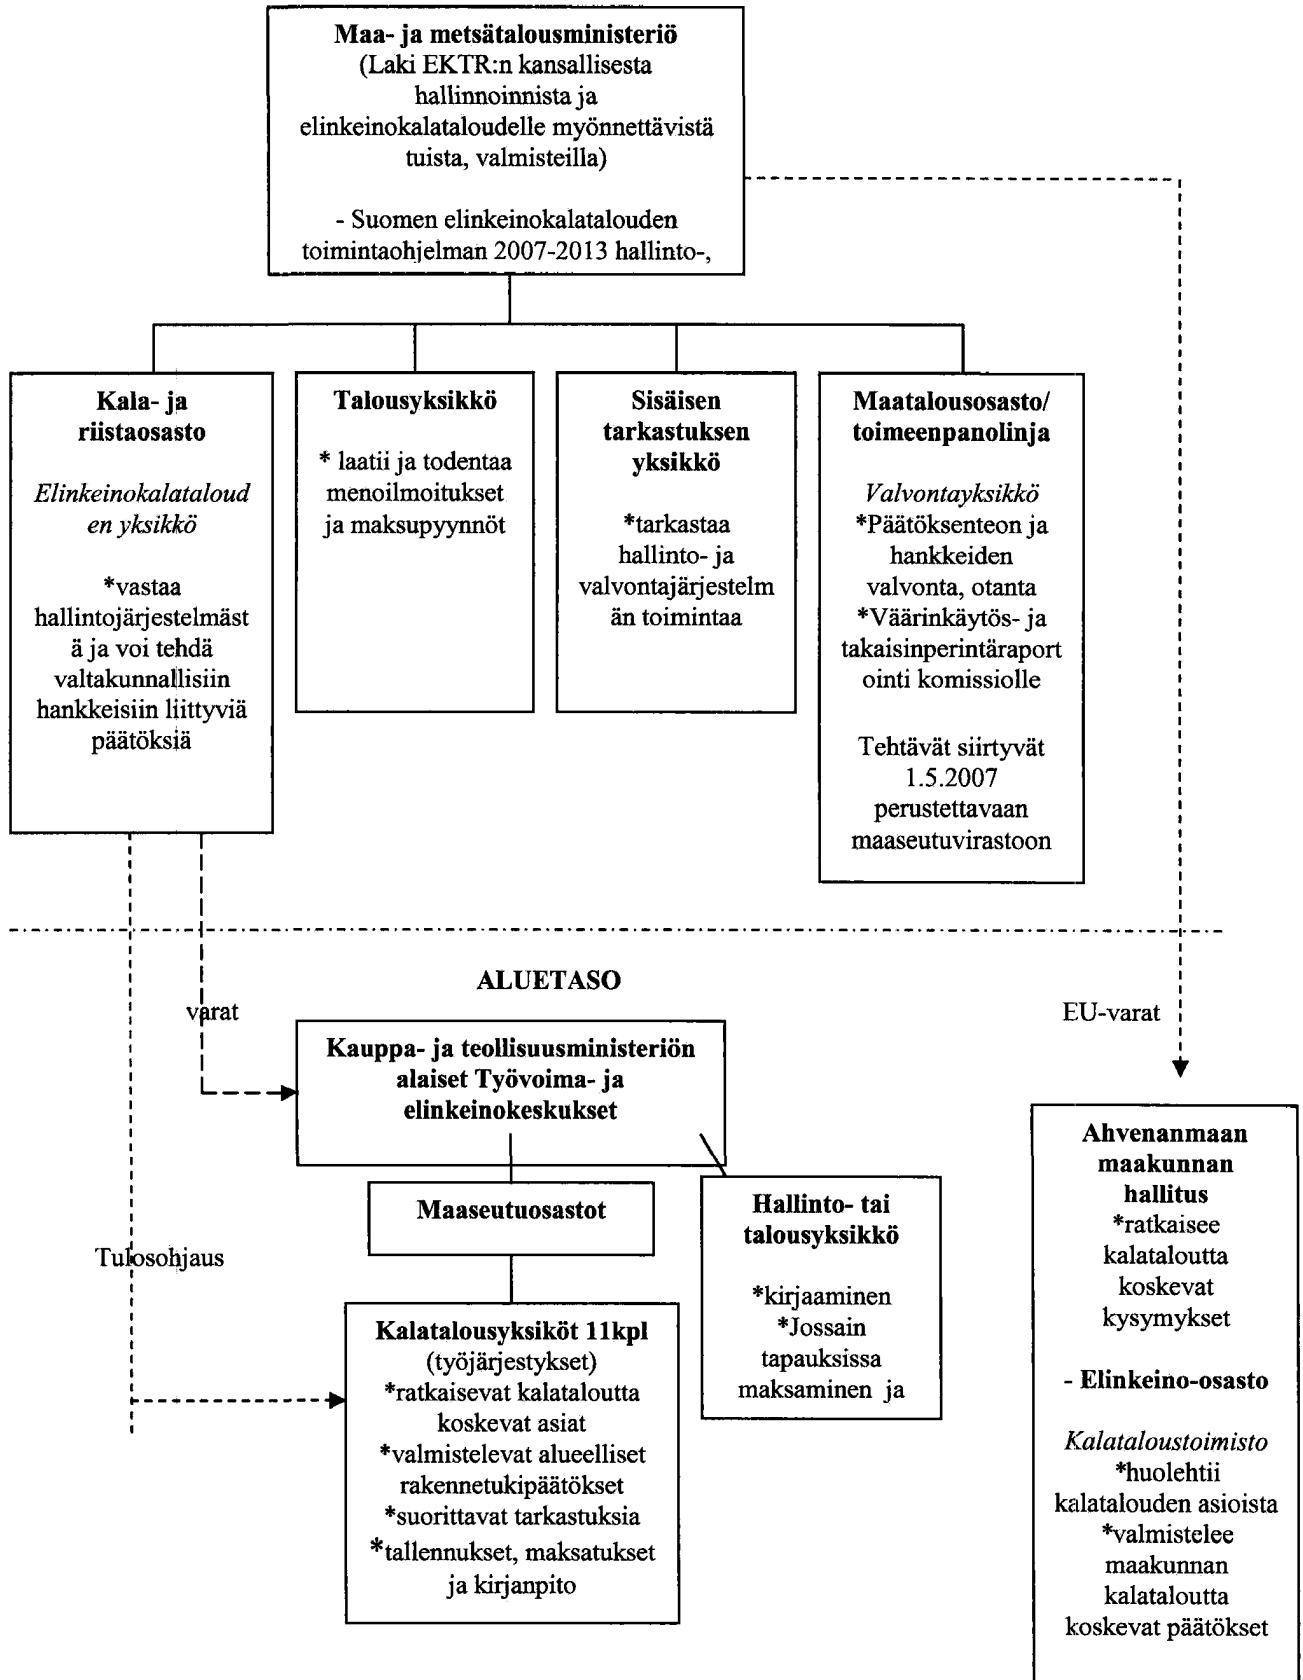 Maa- ja metsätalousministeriö
(Laki EKTR:n kansallisesta
hallinnoinnista ja
elinkeinokalataloudelle myönnettävistä
tuista, valmisteilla)
- Suomen elinkeinokalatalouden
toimintaohjelman 2007-2013 hallinto-,
Kala- ja
riistaosasto
Elinkeinokalataloud
en yksikkö
*vastaa
hallintojärjestelmäst
ä ja voi tehdä
valtakunnallisiin
hankkeisiin liittyviä
päätöksiä
Talousyksikkö
* laatii ja todentaa
menoilmoitukset
ja maksupyynnöt
Sisäisen
tarkastuksen
yksikkö
*tarkastaa
hallinto- ja
valvontajärjestelm
än toimintaa
Maatalousosasto/
toimeenpanolinja
Valvontayksikkö
*Päätöksenteon ja
hankkeiden
valvonta, otanta
*Väärinkäytös- ja
takaisinperintäraport
ointi komissiolle
Tehtävät siirtyvät
1.5.2007
perustettavaan
maaseutuvirastoon
ALUETASO
varat
EU-varat
Kauppa- ja teollisuusministeriön
alaiset Työvoima- ja
elinkeinokeskukset
Maaseutuosastot
Tulosohjaus
Hallinto- tai
talousyksikkö
*kirjaaminen
*Jossain
tapauksissa
maksaminen ja
Kalatalousyksiköt 11kpl
(työjärjestykset)
*ratkaisevat kalataloutta
koskevat asiat
*valmistelevat alueelliset
rakennetukipäätökset
*suorittavat tarkastuksia
*tallennukset, maksatukset
ja kirjanpito
Ahvenanmaan
maakunnan
hallitus
*ratkaisee
kalataloutta
koskevat
kysymykset
- Elinkeino-osasto
Kalataloustoimisto
*huolehtii
kalatalouden asioista
*valmistelee
maakunnan
kalataloutta
koskevat päätökset